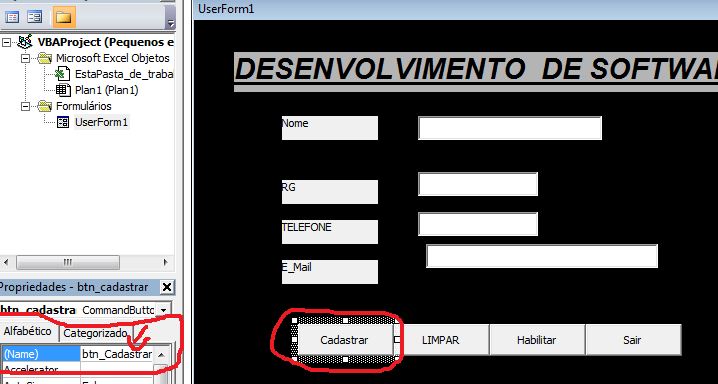 UserForm1
VBAProject (Pequenos e
Microsoft Excel Objetos
EstaPasta_de_traba
Plan1 (Plan1)
Formulários
UserForm1
DESENVOLVIMENTO DE SOFTWA
Nome
RG
TELEFONE
E_Mail
Cadastrar
LIMPAR
Habilitar
Sair
Propriedades - btn_cadastrar
btn_cadastra CommandButto
Alfabético Categorizado
(Name) btn_Cadastrar
Accelerator